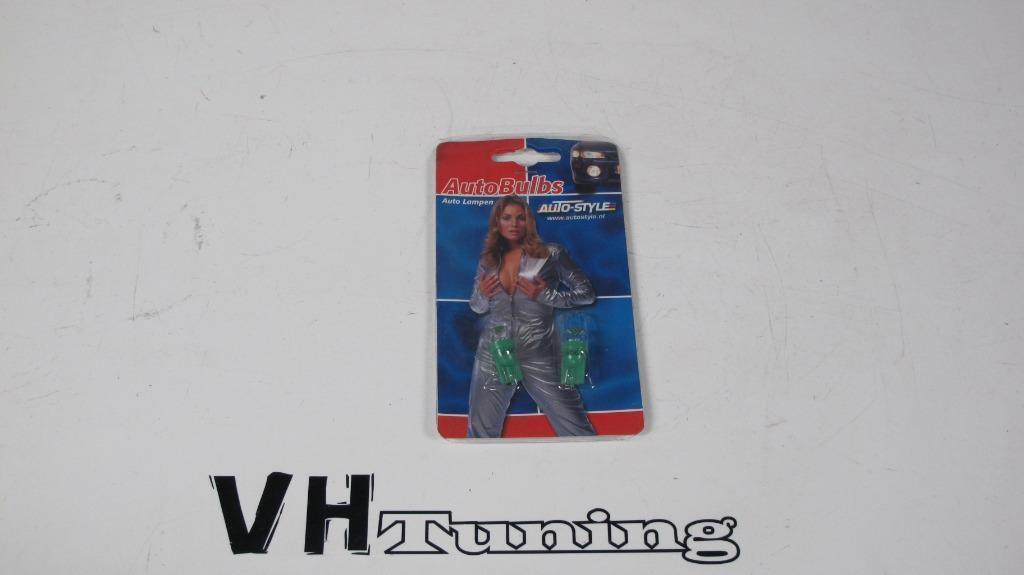 AutoBulbs
Auto Lampen
AUTO-STYLE
www.autostyle.nl
VH Tuning